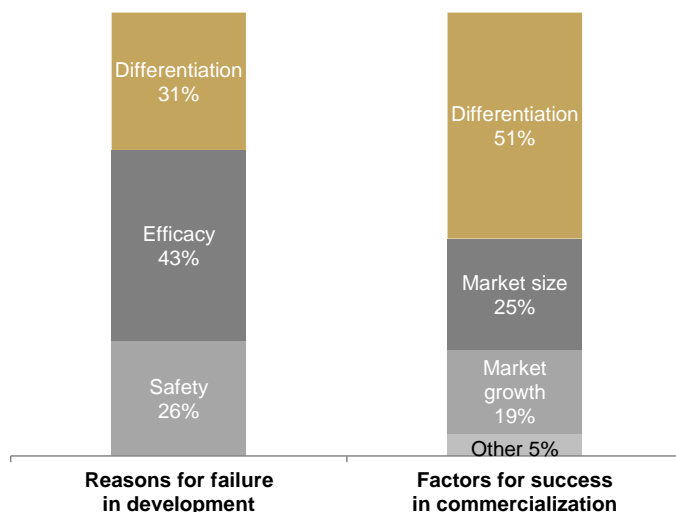 Differentiation
31%
Efficacy
43%
Safety
26%
Differentiation
51%
Market size
25%
Market
growth
19%
Other 5%
Reasons for failure
in development
Factors for success
in commercialization